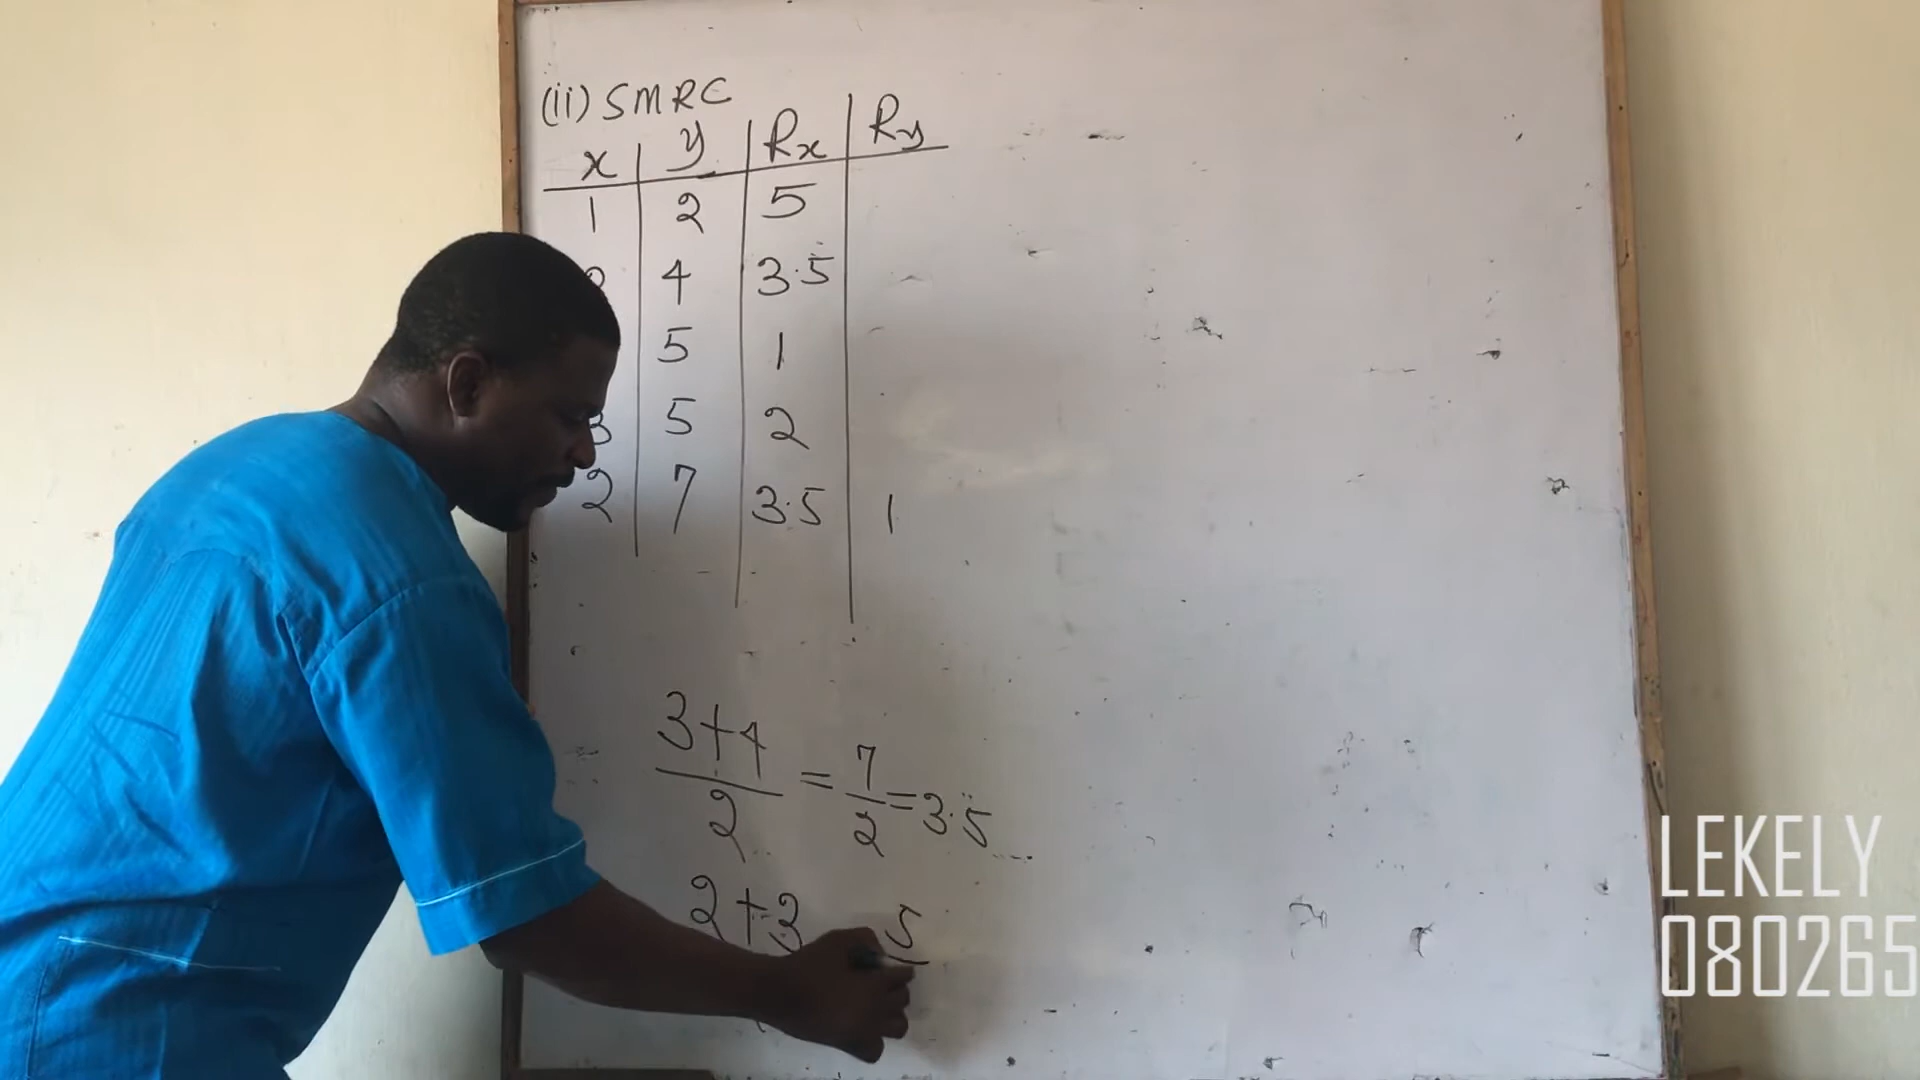 (ii) SMRC
x y Rx Ry
1 2 5
4 3.5
5 1
3 5 2
2 7 3.5 1
3+4/2 = 7/2 = 3.5
2+3 5
LEKELY
080265